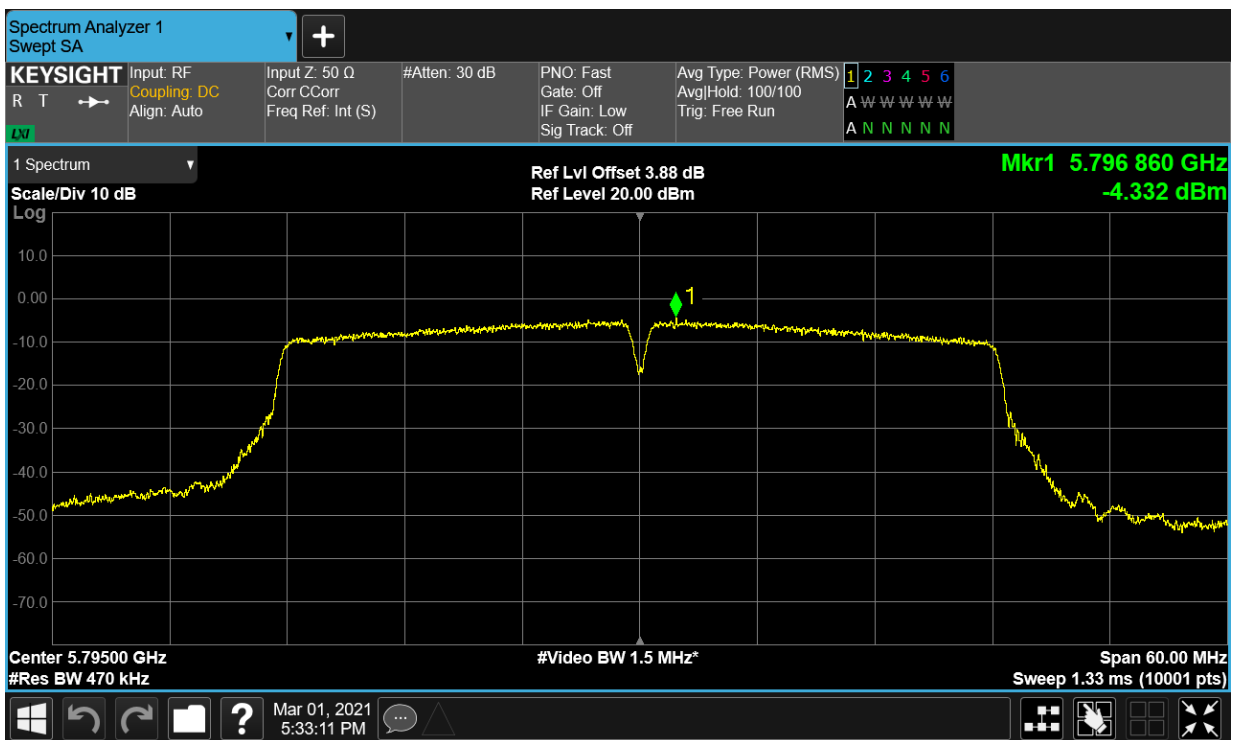 Spectrum Analyzer 1
Swept SA
KEYSIGHT
R T
LXI
Input: RF
Coupling: DC
Align: Auto
Input Z: 50 Ω
Corr CCorr
Freq Ref: Int (S)
#Atten: 30 dB
PNO: Fast
Gate: Off
IF Gain: Low
Sig Track: Off
Avg Type: Power (RMS)
Avg|Hold: 100/100
Trig: Free Run
1 2 3 4 5 6
A W W W W W
A N N N N N
1 Spectrum
Scale/Div 10 dB
Log
Ref Lvl Offset 3.88 dB
Ref Level 20.00 dBm
Mkr1 5.796 860 GHz
-4.332 dBm
10.0
0.00
-10.0
-20.0
-30.0
-40.0
-50.0
-60.0
-70.0
1
Center 5.79500 GHz
#Res BW 470 kHz
#Video BW 1.5 MHz*
Span 60.00 MHz
Sweep 1.33 ms (10001 pts)
?
Mar 01, 2021
5:33:11 PM